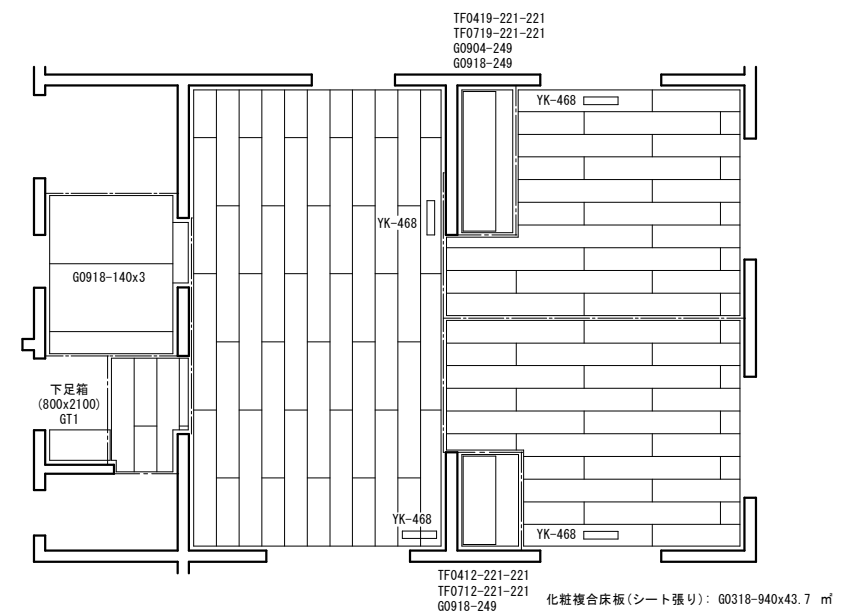 TF0419-221-221
TF0719-221-221
G0904-249
G0918-249
YK-468
YK-468
G0918-140x3
下足箱
(800x2100)
GT1
YK-468
YK-468
TF0412-221-221
TF0712-221-221
G0918-249
化粧複合床板(シート張り): G0318-940x43.7 ㎡